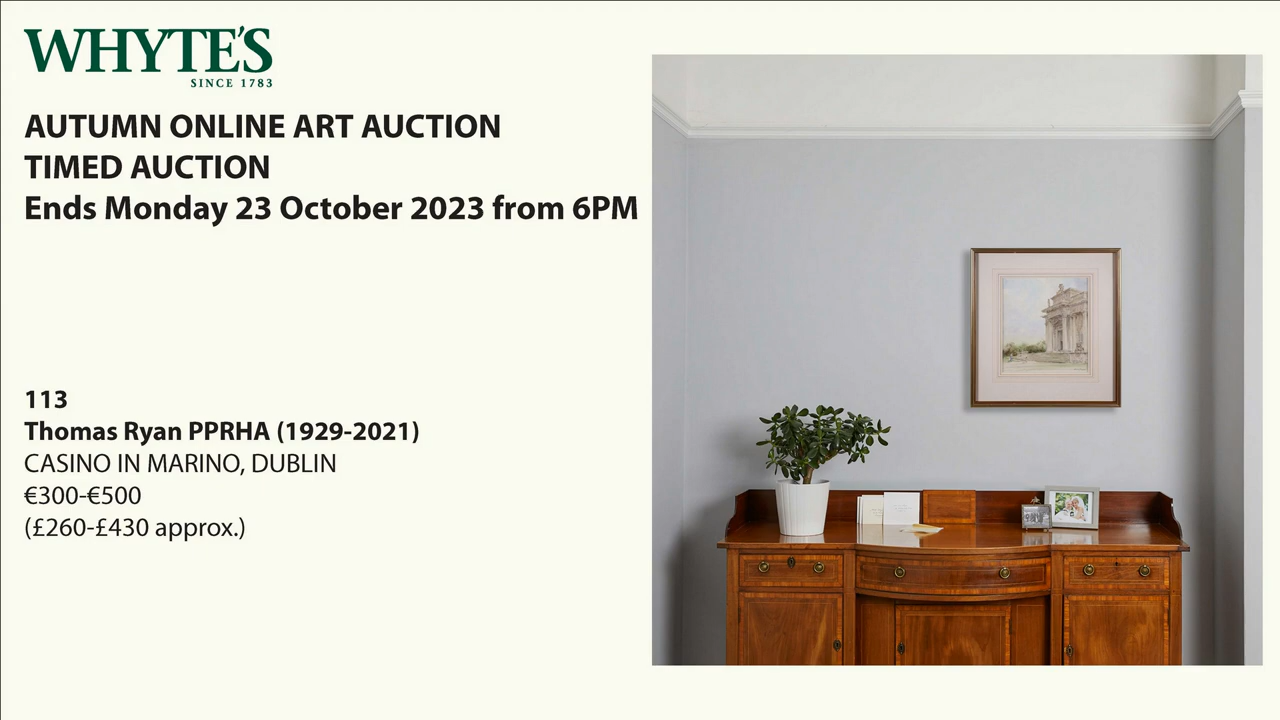 WHYTE'S
SINCE 1783
AUTUMN ONLINE ART AUCTION
TIMED AUCTION
Ends Monday 23 October 2023 from 6PM
113
Thomas Ryan PPRHA (1929-2021)
CASINO IN MARINO, DUBLIN
€300-€500
(£260-£430 approx.)